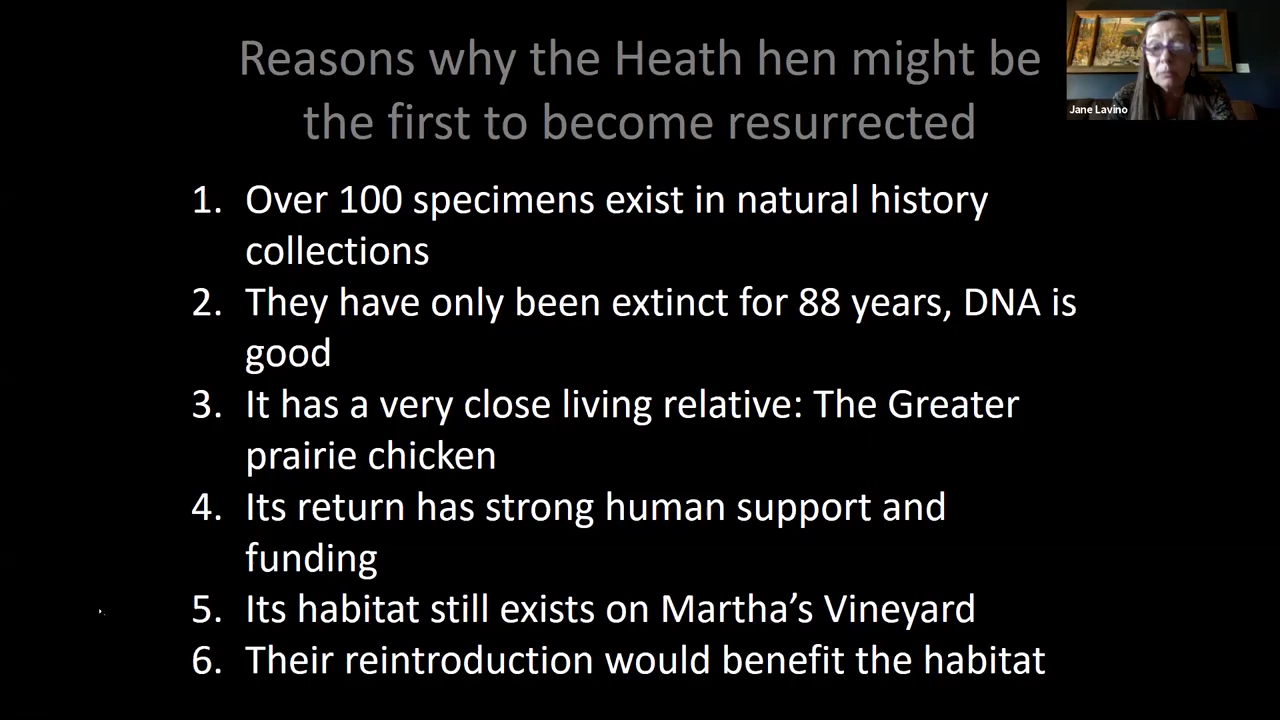 Reasons why the Heath hen might be
the first to become resurrected
Jane Lavino
1. Over 100 specimens exist in natural history
collections
2. They have only been extinct for 88 years, DNA is
good
3. It has a very close living relative: The Greater
prairie chicken
4. Its return has strong human support and
funding
5. Its habitat still exists on Martha’s Vineyard
6. Their reintroduction would benefit the habitat